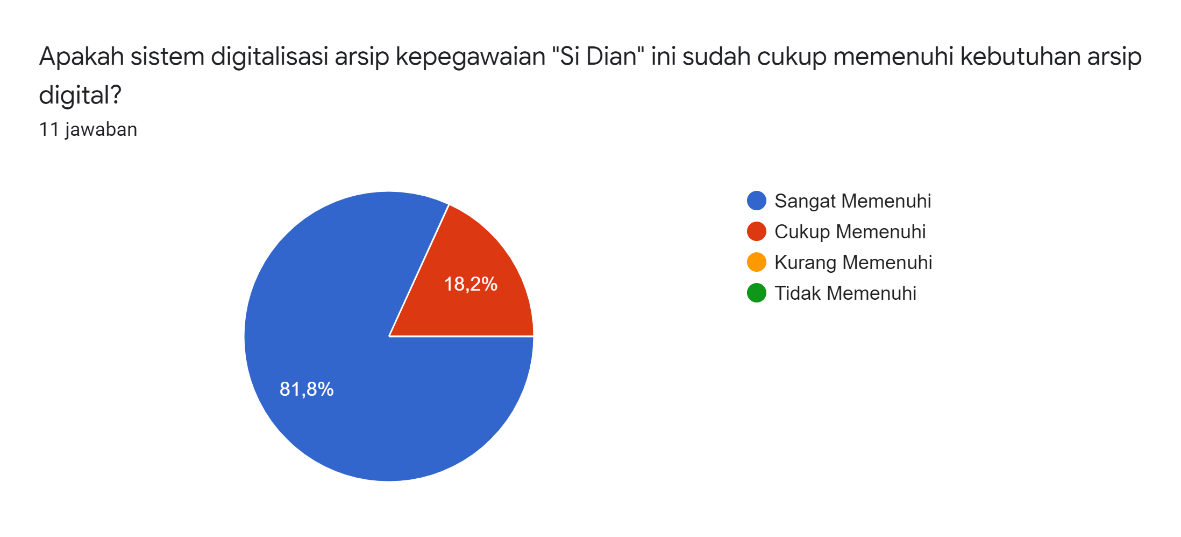 Apakah sistem digitalisasi arsip kepegawaian "Si Dian" ini sudah cukup memenuhi kebutuhan arsip
digital?
11 jawaban
Sangat Memenuhi
Cukup Memenuhi
Kurang Memenuhi
Tidak Memenuhi
18,2%
81,8%